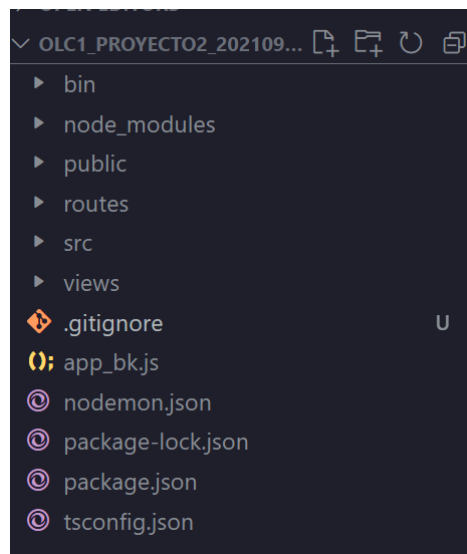 OLC1_PROYECTO2_202109...
bin
node_modules
public
routes
src
views
.gitignore U
app_bk.js
nodemon.json
package-lock.json
package.json
tsconfig.json